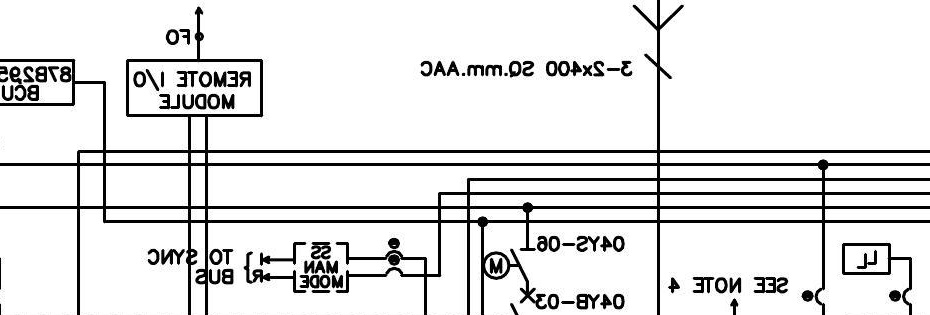 FO
87B295
BCU
REMOTE I/O
MODULE
3-2x400 SQ.mm.AAC
TO SYNC
BUS
R
SS
MAN
MODE
M
04YS-06
04YB-03
SEE NOTE 4
LL